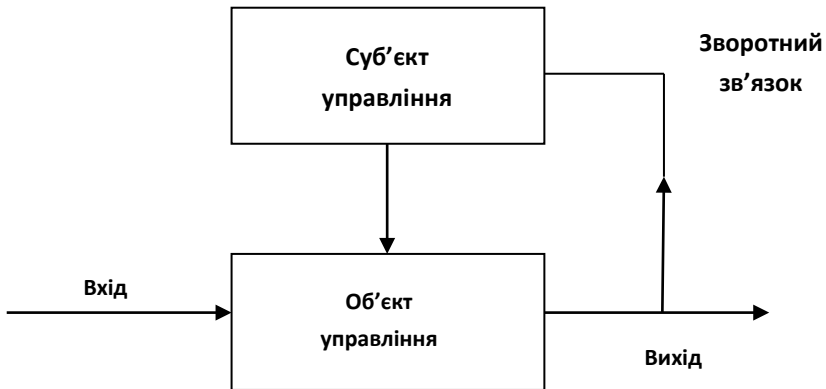 Суб’єкт
управління
Зворотний
зв’язок
Вхід
Об’єкт
управління
Вихід